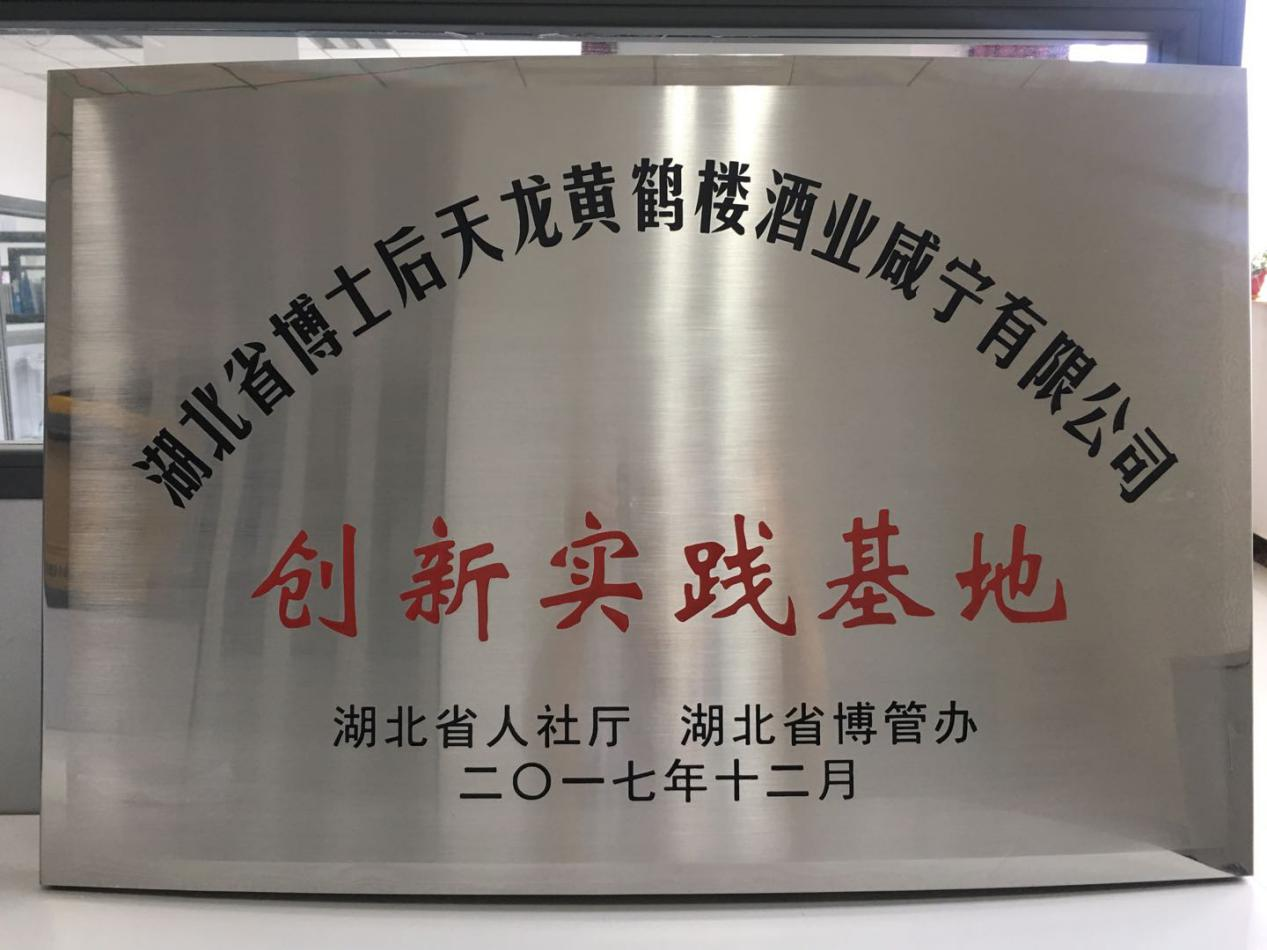 湖北省博士后天龙黄鹤楼酒业咸宁有限公司
创新实践基地
湖北省人社厅 湖北省博管办
二〇一七年十二月